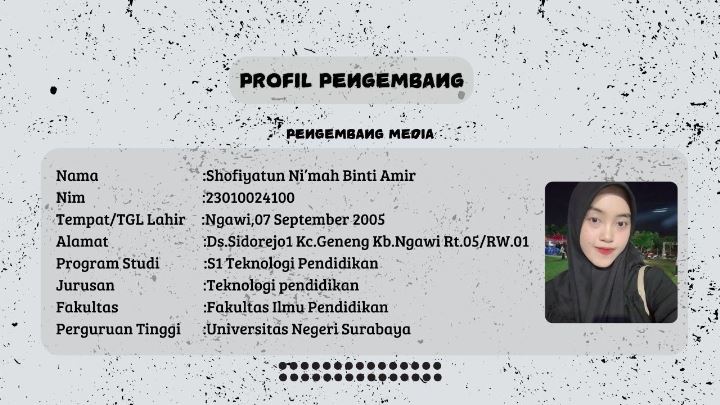 PROFIL PENGEMBANG
PENGEMBANG MEDIA
Nama :Shofiyatun Ni'mah Binti Amir
Nim :23010024100
Tempat/TGL Lahir :Ngawi,07 September 2005
Alamat :Ds.Sidorejo1 Kc.Geneng Kb.Ngawi Rt.05/RW.01
Program Studi :S1 Teknologi Pendidikan
Jurusan :Teknologi pendidikan
Fakultas :Fakultas Ilmu Pendidikan
Perguruan Tinggi :Universitas Negeri Surabaya